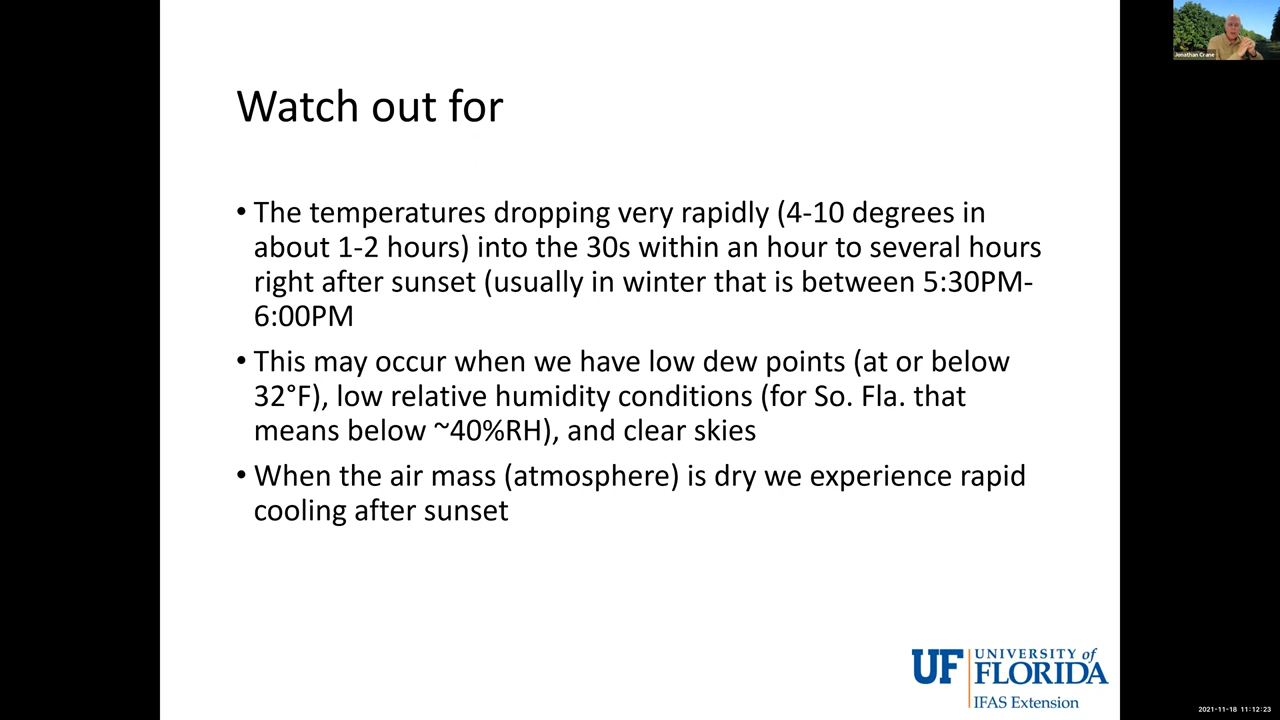 Jonathan Crane
Watch out for
• The temperatures dropping very rapidly (4-10 degrees in
about 1-2 hours) into the 30s within an hour to several hours
right after sunset (usually in winter that is between 5:30PM-
6:00PM
• This may occur when we have low dew points (at or below
32°F), low relative humidity conditions (for So. Fla. that
means below ~40%RH), and clear skies
• When the air mass (atmosphere) is dry we experience rapid
cooling after sunset
UF UNIVERSITY of
FLORIDA
IFAS Extension
2021-11-18 11:12:23